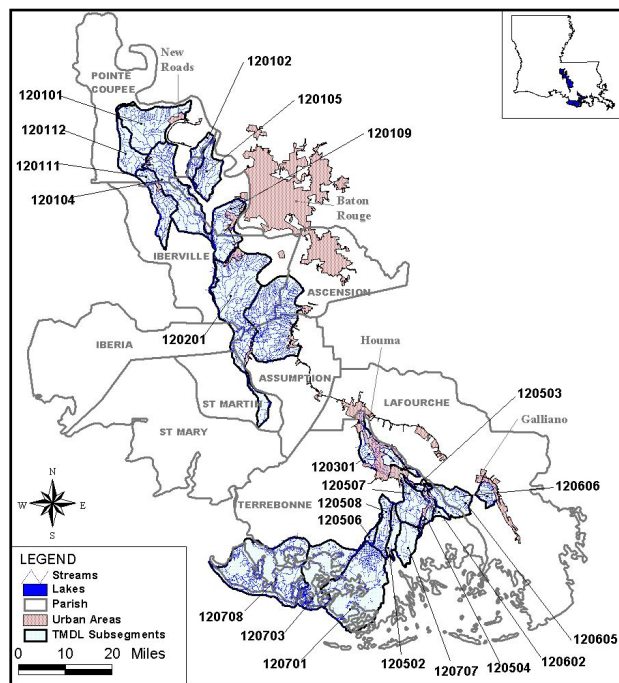 New
Roads
120102
POINTE
COUPEE
120101
120105
120112
120109
120111
120104
Baton
Rouge
IBERVILLE
ASCENSION
IBERIA
120201
Houma
ASSUMPTION
LAFOURCHE
120503
ST MARTIN
Galliano
ST MARY
120301
N
W
E
S
120507
120606
TERREBONNE
120508
120506
LEGEND
Streams
Lakes
Parish
Urban Areas
TMDL Subsegments
0 10 20 Miles
120708
120703
120701
120502
120707
120504
120602
120605